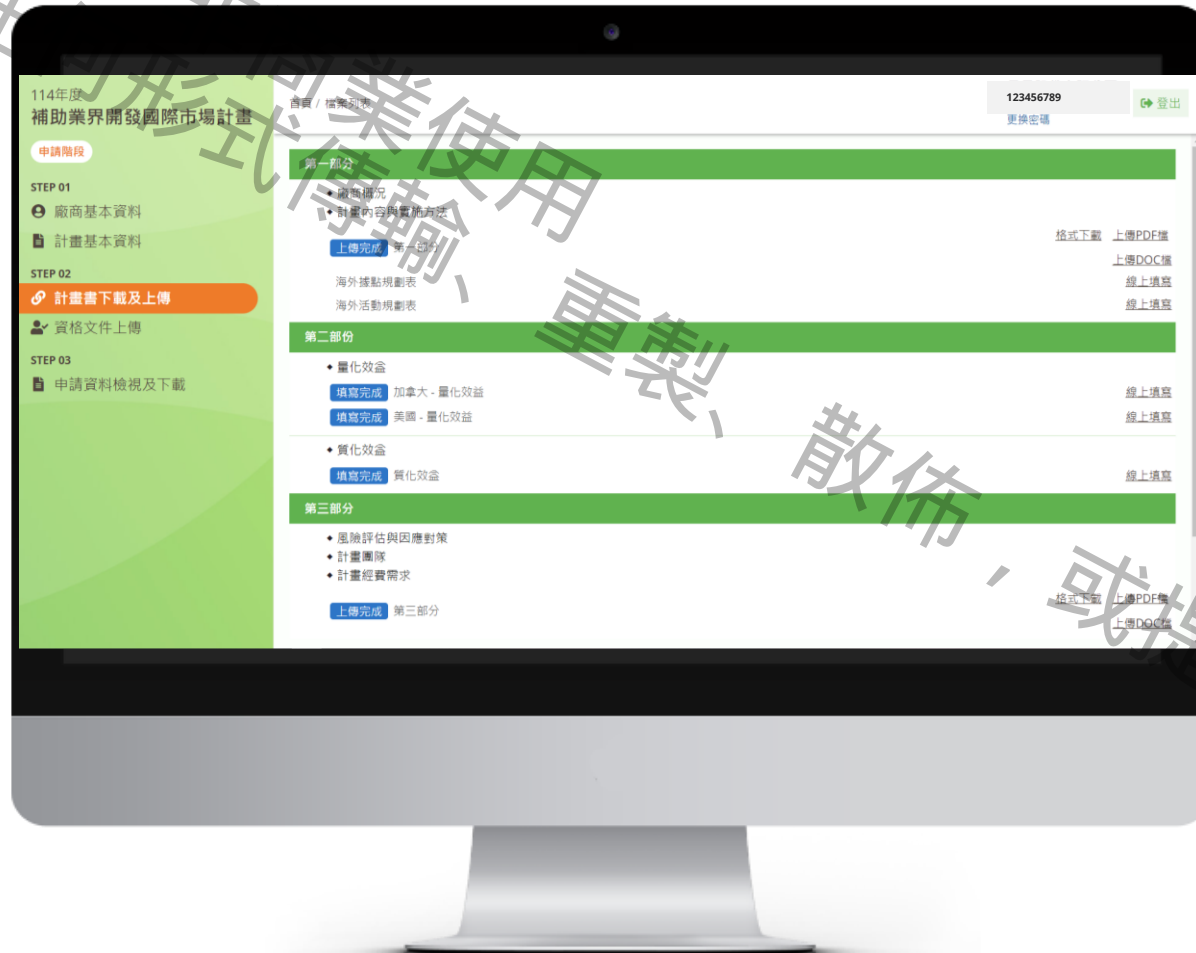 114年度
補助業界開發國際市場計畫
申請階段
STEP 01
廠商基本資料
計畫基本資料
STEP 02
計畫書下載及上傳
資格文件上傳
STEP 03
申請資料檢視及下載
首頁 / 檔案列表
123456789
更換密碼
登出
第一部分
廠商概況
計畫內容與實施方法
上傳完成 第一部分 格式下載 上傳PDF檔
上傳DOC檔
海外據點規劃表 線上填寫
海外活動規劃表 線上填寫
第二部份
量化效益
填寫完成 加拿大 - 量化效益 線上填寫
填寫完成 美國 - 量化效益 線上填寫
質化效益
填寫完成 質化效益 線上填寫
第三部分
風險評估與因應對策
計畫團隊
計畫經費需求
上傳完成 第三部分 格式下載 上傳PDF檔
上傳DOC檔
商業使用
何形式傳輸、重製、散佈，或提